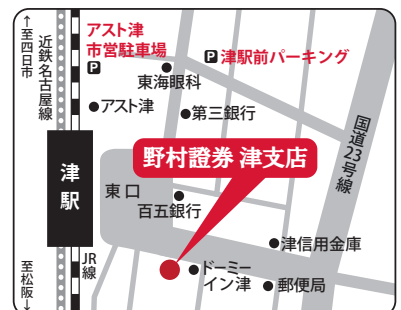 ↑至四日市
近鉄名古屋線
アスト津
市営駐車場
P
P 津駅前パーキング
東海眼科
アスト津
第三銀行
国道23号線
野村證券 津支店
津駅
東口
百五銀行
津信用金庫
JR線
ドーミー
イン津
郵便局
至松阪↓